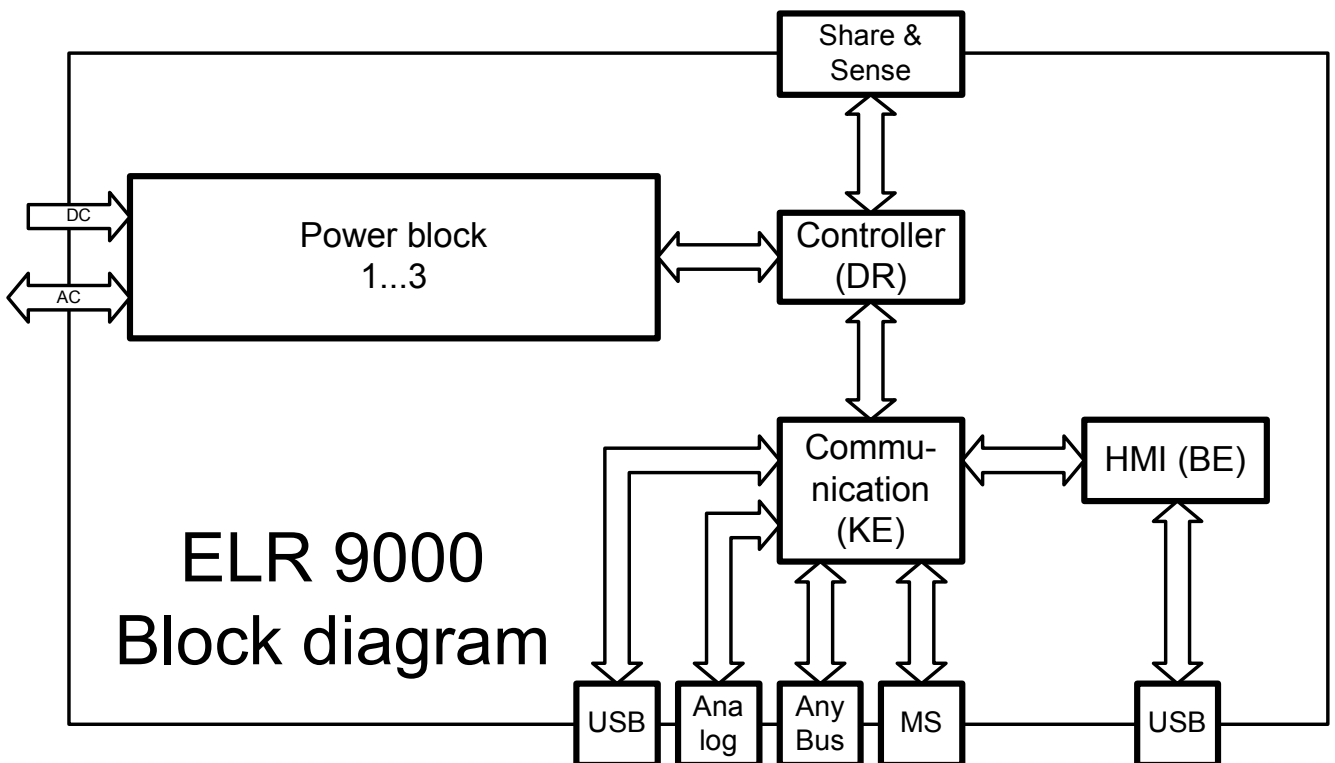 Share &
Sense
DC
AC
Power block
1...3
Controller
(DR)
Commu-
nication
(KE)
HMI (BE)
ELR 9000
Block diagram
USB
Ana
log
Any
Bus
MS
USB